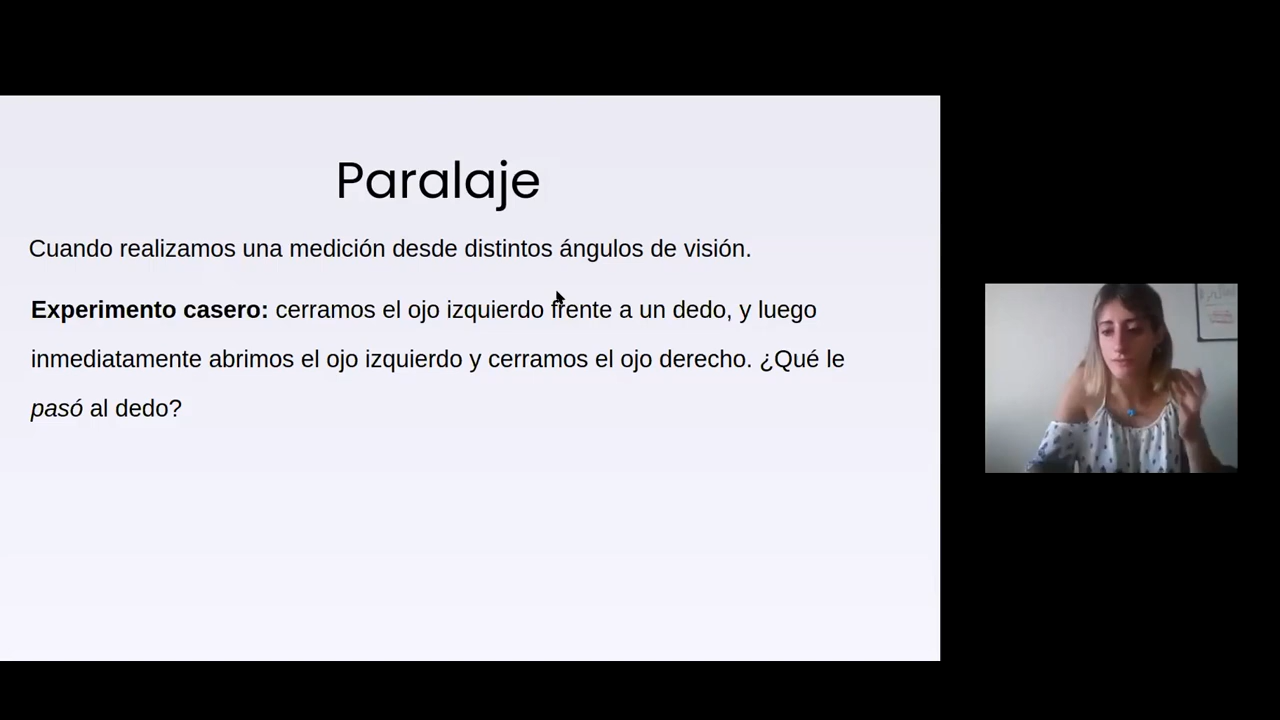 Paralaje
Cuando realizamos una medición desde distintos ángulos de visión.
Experimento casero: cerramos el ojo izquierdo frente a un dedo, y luego
inmediatamente abrimos el ojo izquierdo y cerramos el ojo derecho. ¿Qué le
pasó al dedo?